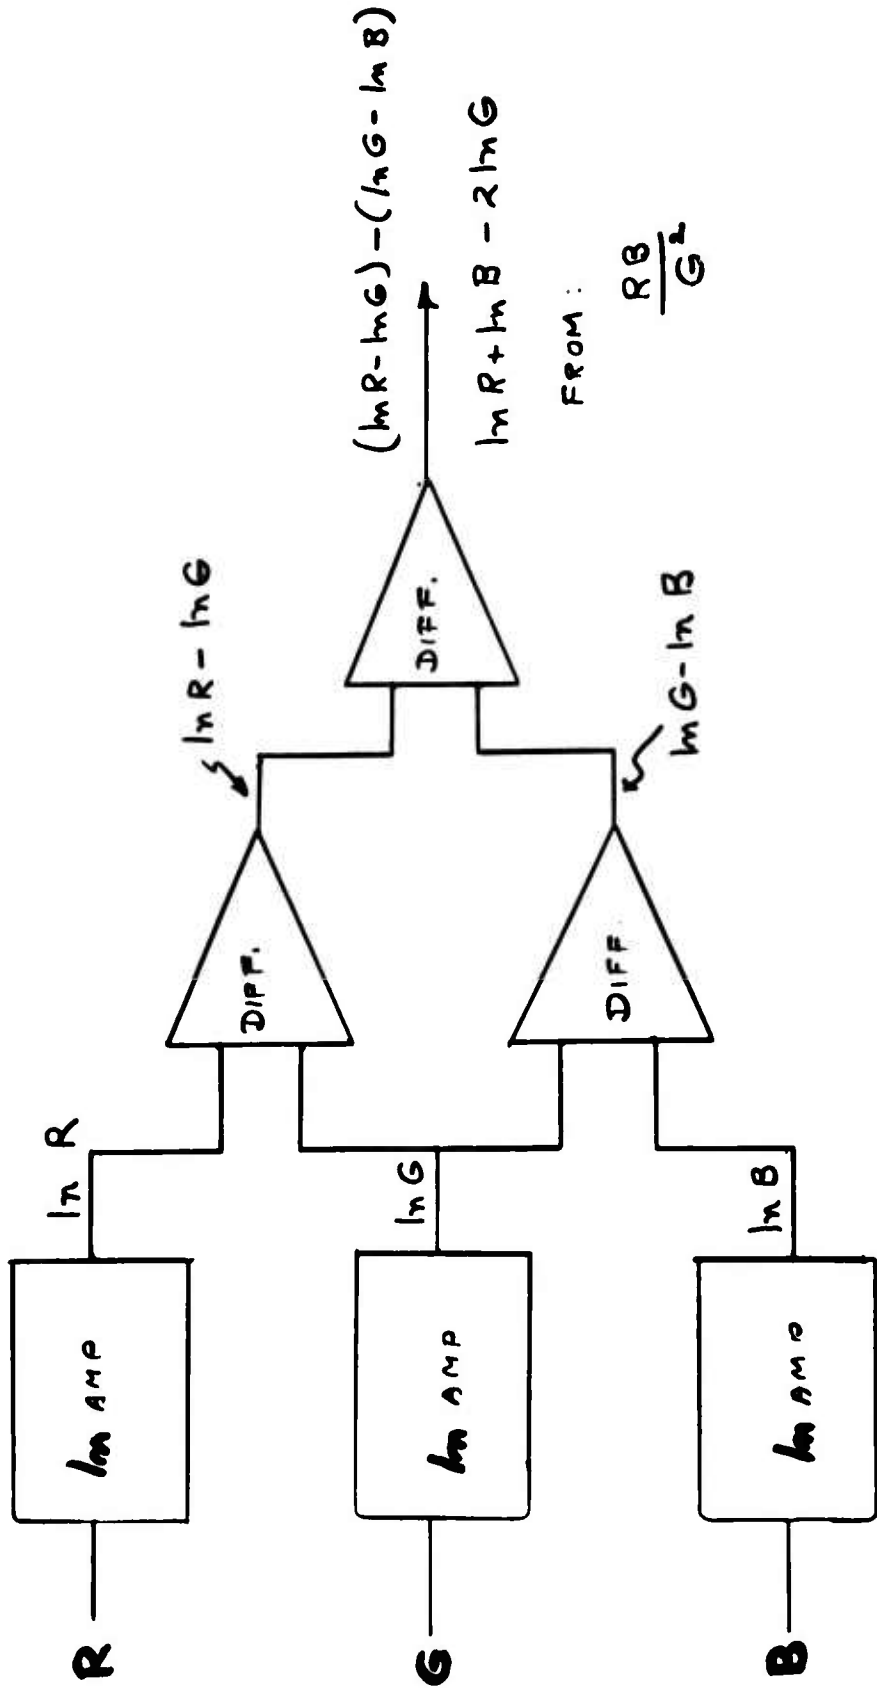 R
G
B
ln AMP
ln AMP
ln AMP
ln R
ln G
ln B
DIFF.
DIFF
ln R - ln G
ln G - ln B
DIFF.
(ln R - ln G) - (ln G - ln B)
ln R + ln B - 2 ln G
FROM :
RB
G²